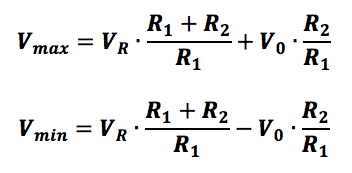 V_max = V_R · (R_1 + R_2)/R_1 + V_0 · R_2/R_1
V_min = V_R · (R_1 + R_2)/R_1 − V_0 · R_2/R_1